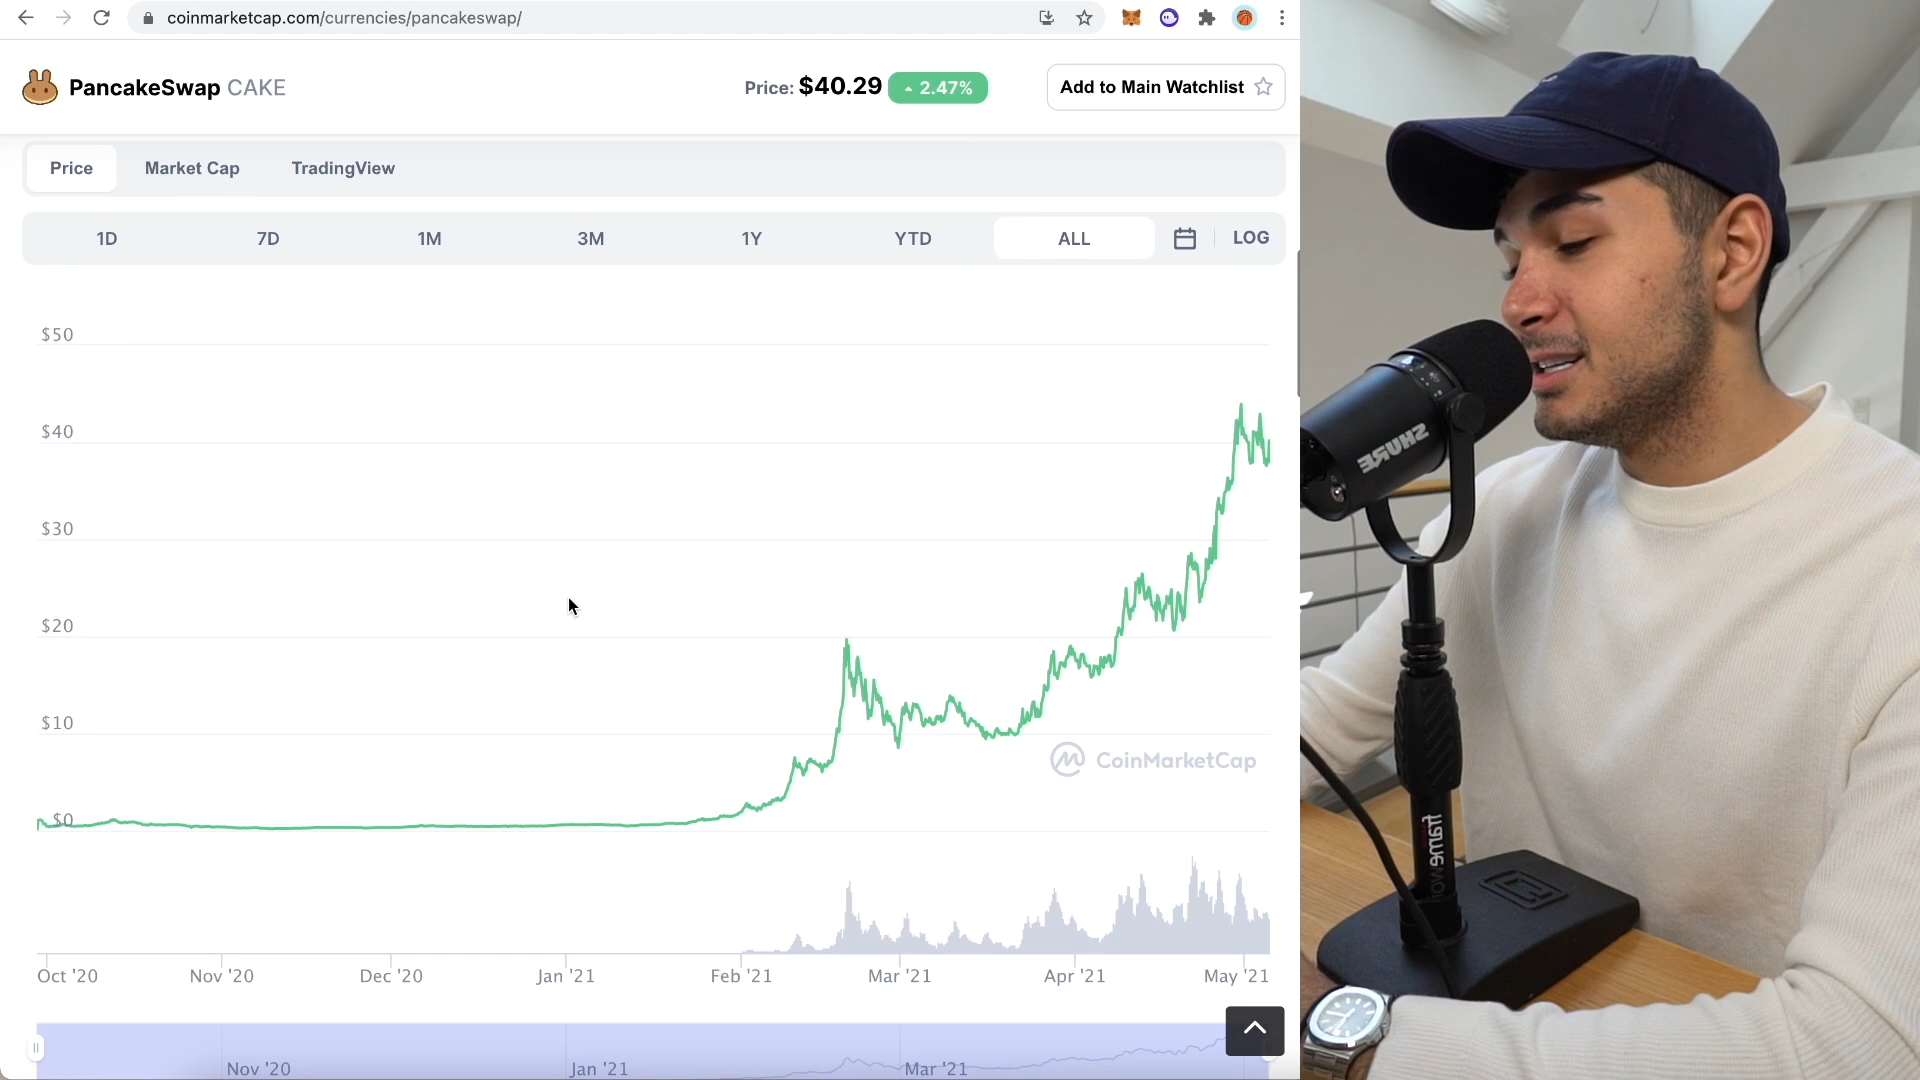 coinmarketcap.com/currencies/pancakeswap/
PancakeSwap CAKE
Price: $40.29 2.47%
Add to Main Watchlist
Price Market Cap TradingView
1D 7D 1M 3M 1Y YTD ALL LOG
$50
$40
$30
$20
$10
$0
CoinMarketCap
Oct '20 Nov '20 Dec '20 Jan '21 Feb '21 Mar '21 Apr '21 May '21
Nov '20 Jan '21 Mar '21
SHURE
framewo